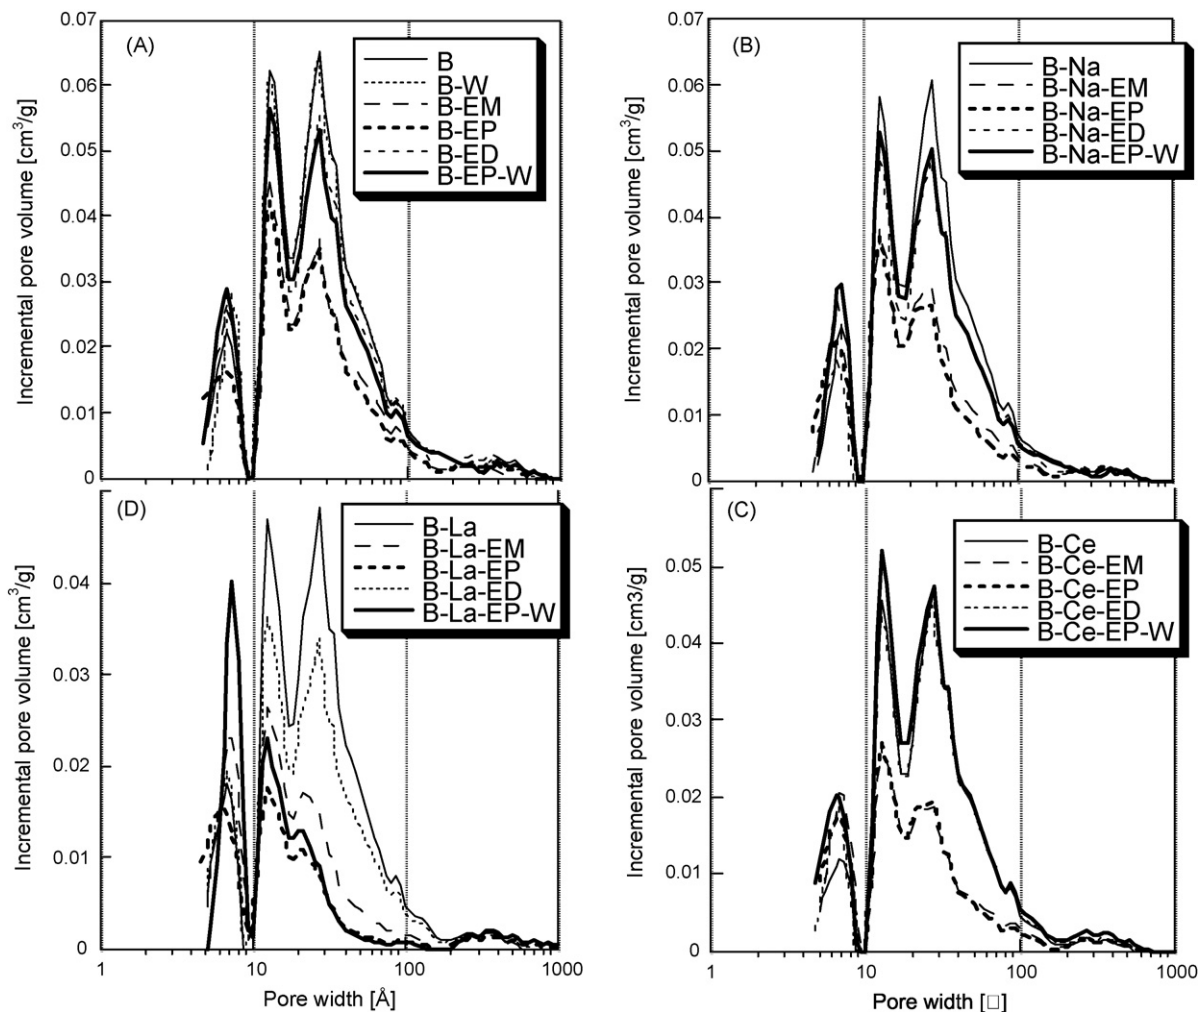 (A)
B
B-W
B-EM
B-EP
B-ED
B-EP-W
0.07
0.06
0.05
0.04
0.03
0.02
0.01
0
Incremental pore volume [cm³/g]
(B)
B-Na
B-Na-EM
B-Na-EP
B-Na-ED
B-Na-EP-W
0.07
0.06
0.05
0.04
0.03
0.02
0.01
0
Incremental pore volume [cm³/g]
(D)
B-La
B-La-EM
B-La-EP
B-La-ED
B-La-EP-W
0.04
0.03
0.02
0.01
0
Incremental pore volume [cm³/g]
1 10 100 1000
Pore width [Å]
(C)
B-Ce
B-Ce-EM
B-Ce-EP
B-Ce-ED
B-Ce-EP-W
0.05
0.04
0.03
0.02
0.01
0
Incremental pore volume [cm3/g]
1 10 100 1000
Pore width [□]